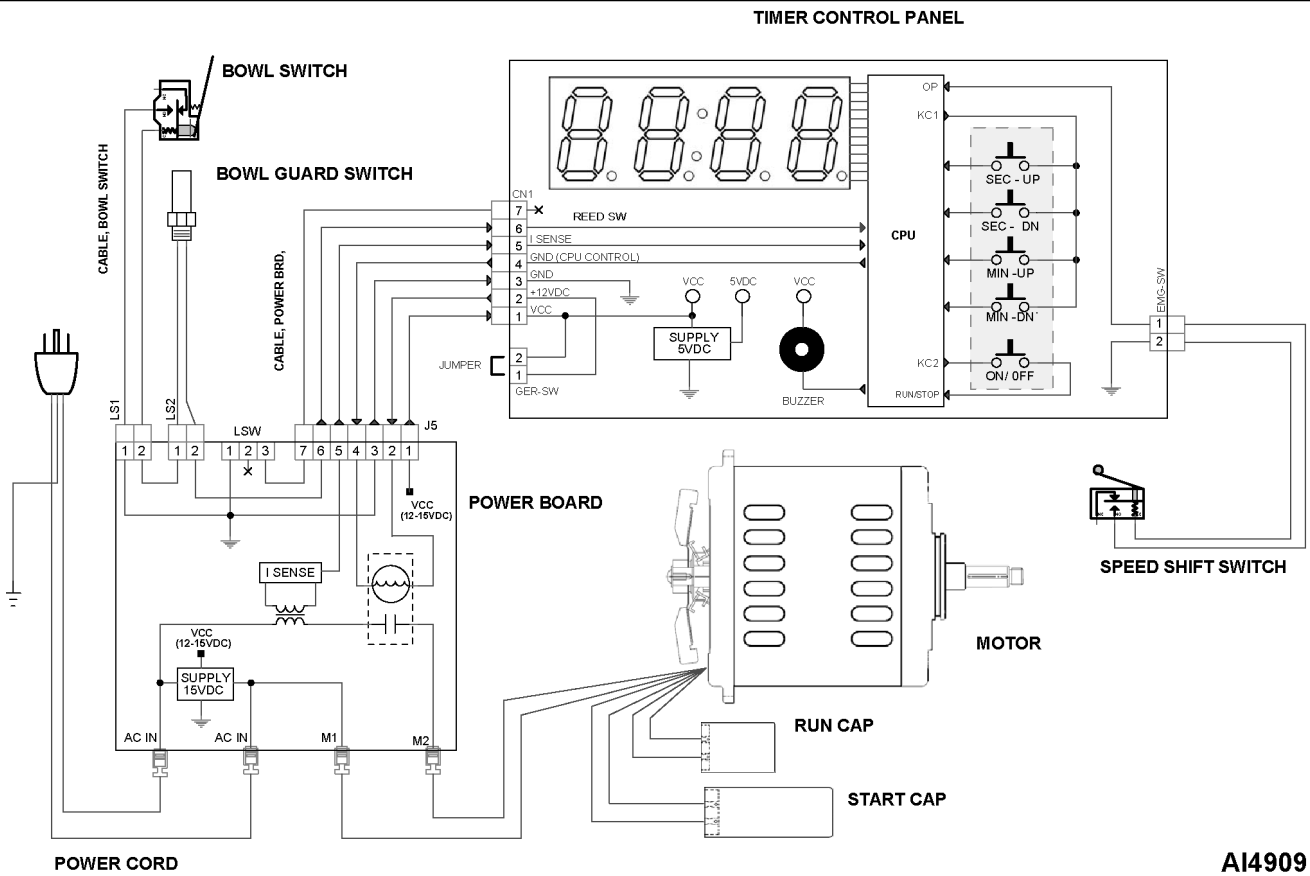 TIMER CONTROL PANEL
BOWL SWITCH
BOWL GUARD SWITCH
CABLE, BOWL SWITCH
CABLE, POWER BRD,
OP
KC1
SEC - UP
SEC - DN
MIN -UP
MIN -DN
CPU
KC2
ON/ 0FF
RUN/STOP
CN1
7
6
5
4
3
2
1
REED SW
I SENSE
GND (CPU CONTROL)
GND
+12VDC
VCC
VCC
5VDC
VCC
SUPPLY
5VDC
BUZZER
JUMPER
2
1
GER-SW
EMG-SW
1
2
LS1
LS2
LSW
J5
1 2
1 2
1 2 3
7 6 5 4 3 2 1
VCC
(12-15VDC)
POWER BOARD
I SENSE
VCC
(12-15VDC)
SUPPLY
15VDC
AC IN
AC IN
M1
M2
SPEED SHIFT SWITCH
MOTOR
RUN CAP
START CAP
POWER CORD
AI4909